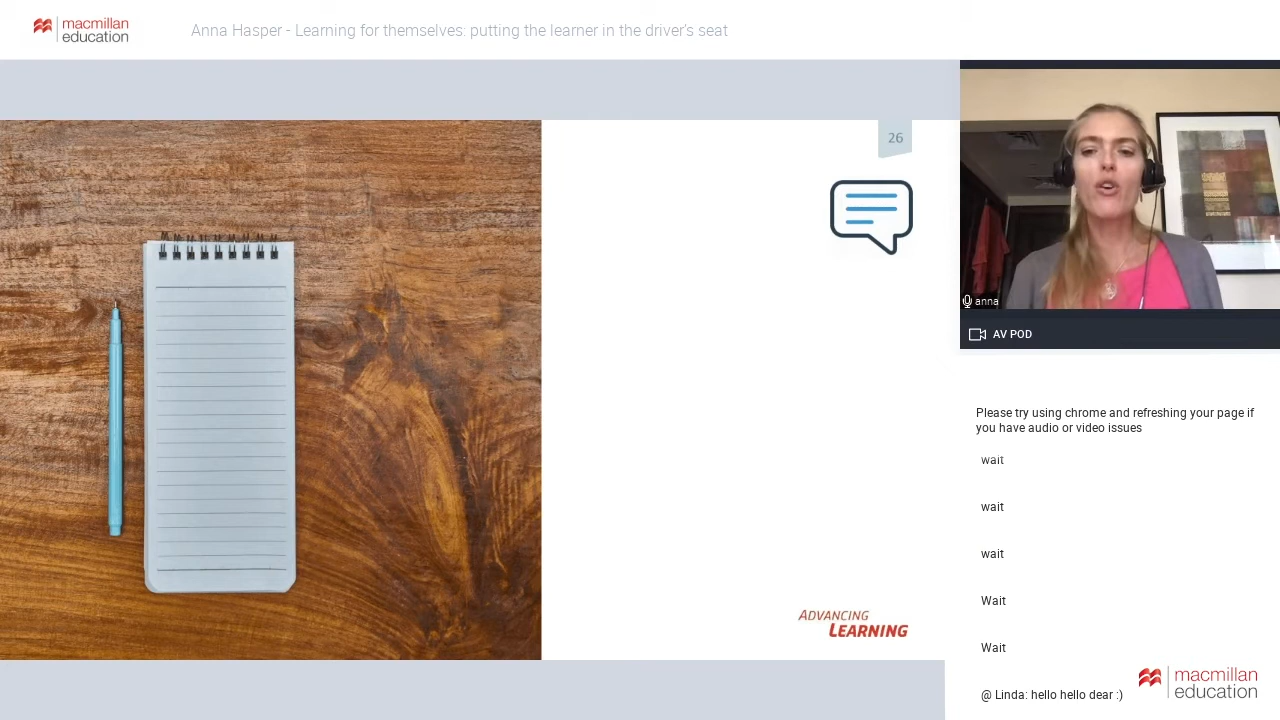 macmillan
education
Anna Hasper - Learning for themselves: putting the learner in the driver's seat
26
ADVANCING
LEARNING
anna
AV POD
Please try using chrome and refreshing your page if
you have audio or video issues
wait
wait
wait
Wait
Wait
@ Linda: hello hello dear :)
macmillan
education